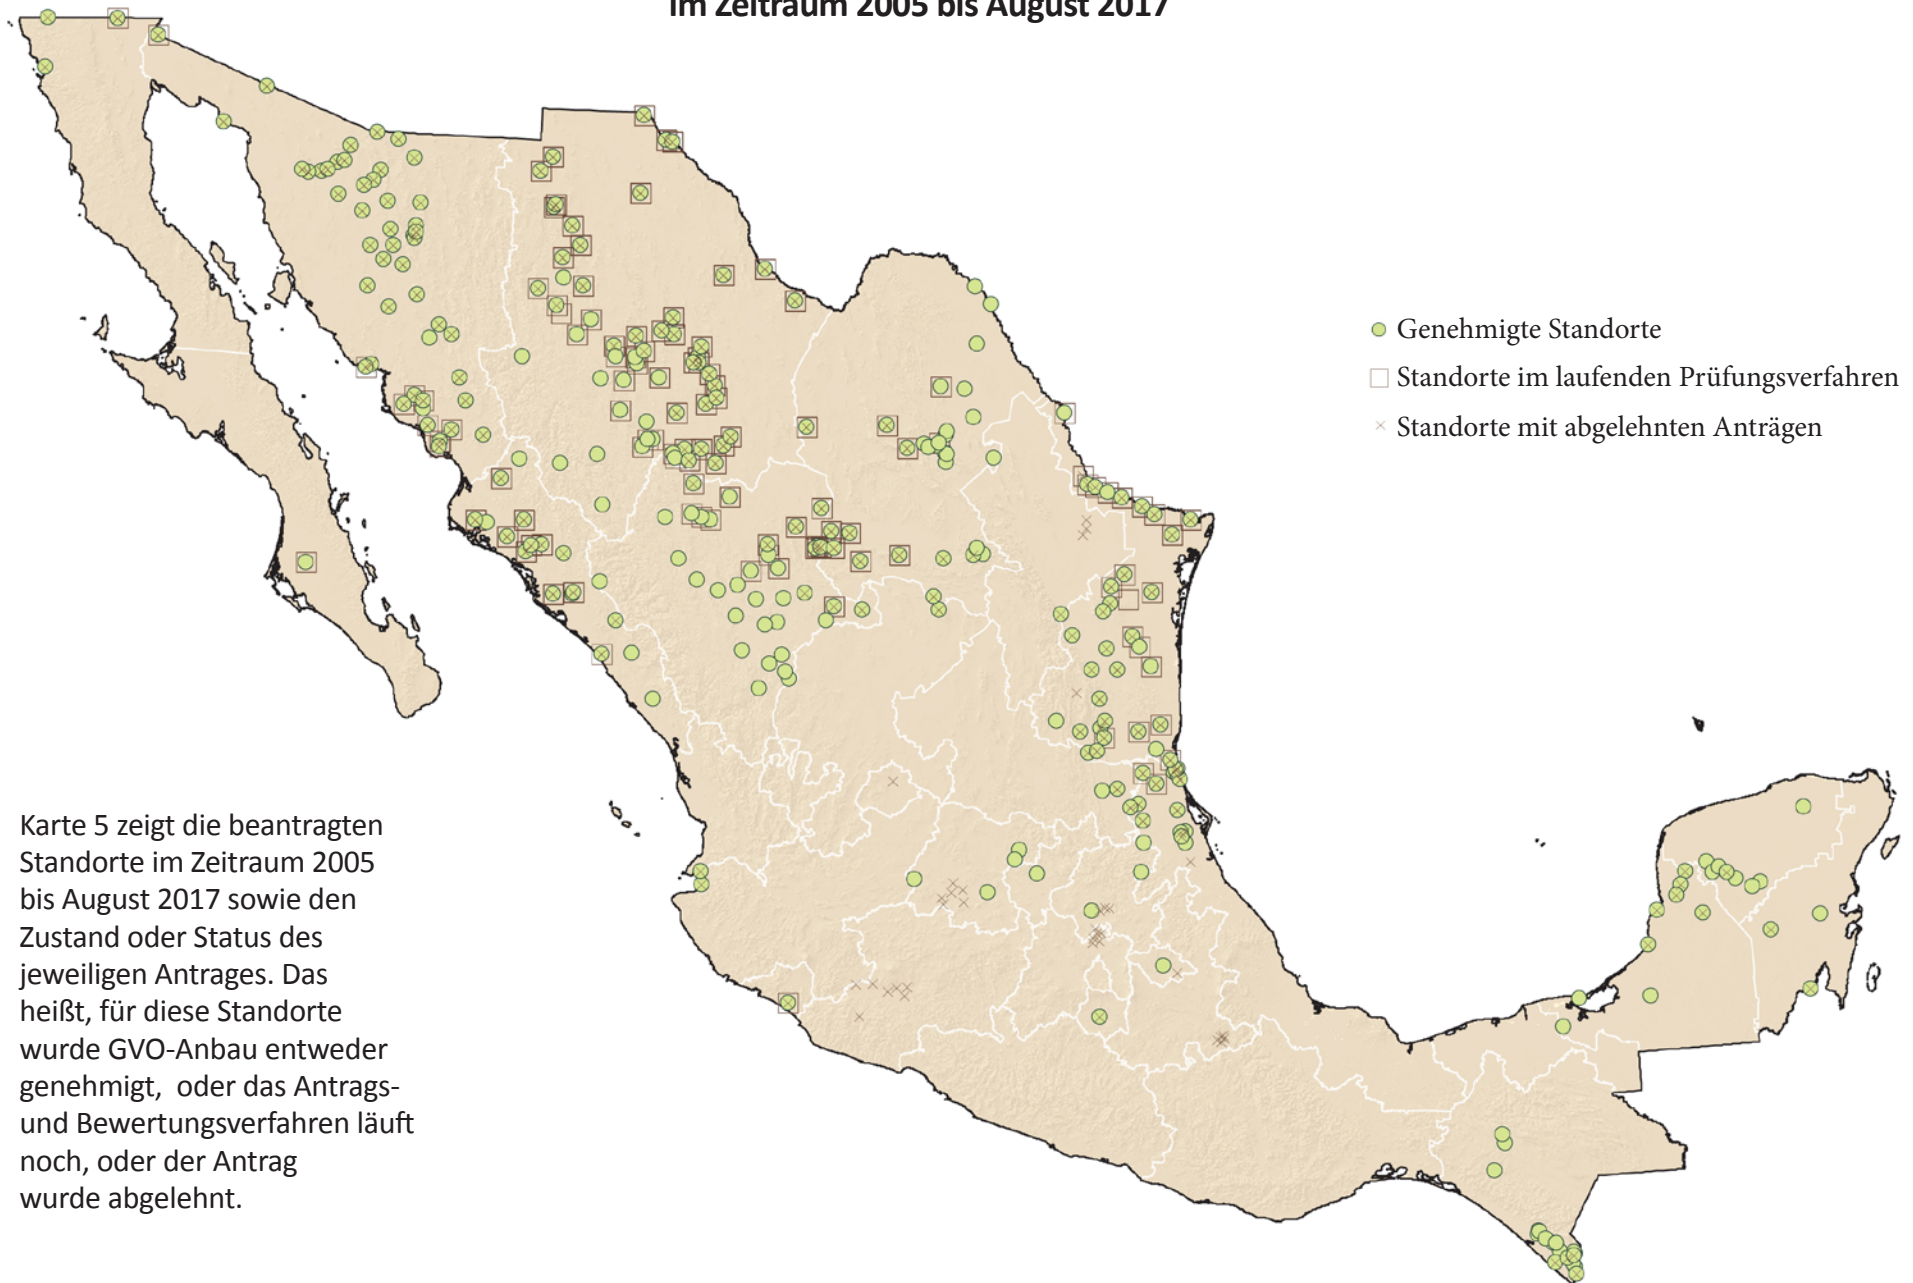 im Zeitraum 2005 bis August 2017
Genehmigte Standorte
Standorte im laufenden Prüfungsverfahren
Standorte mit abgelehnten Anträgen
Karte 5 zeigt die beantragten
Standorte im Zeitraum 2005
bis August 2017 sowie den
Zustand oder Status des
jeweiligen Antrages. Das
heißt, für diese Standorte
wurde GVO-Anbau entweder
genehmigt, oder das Antrags-
und Bewertungsverfahren läuft
noch, oder der Antrag
wurde abgelehnt.